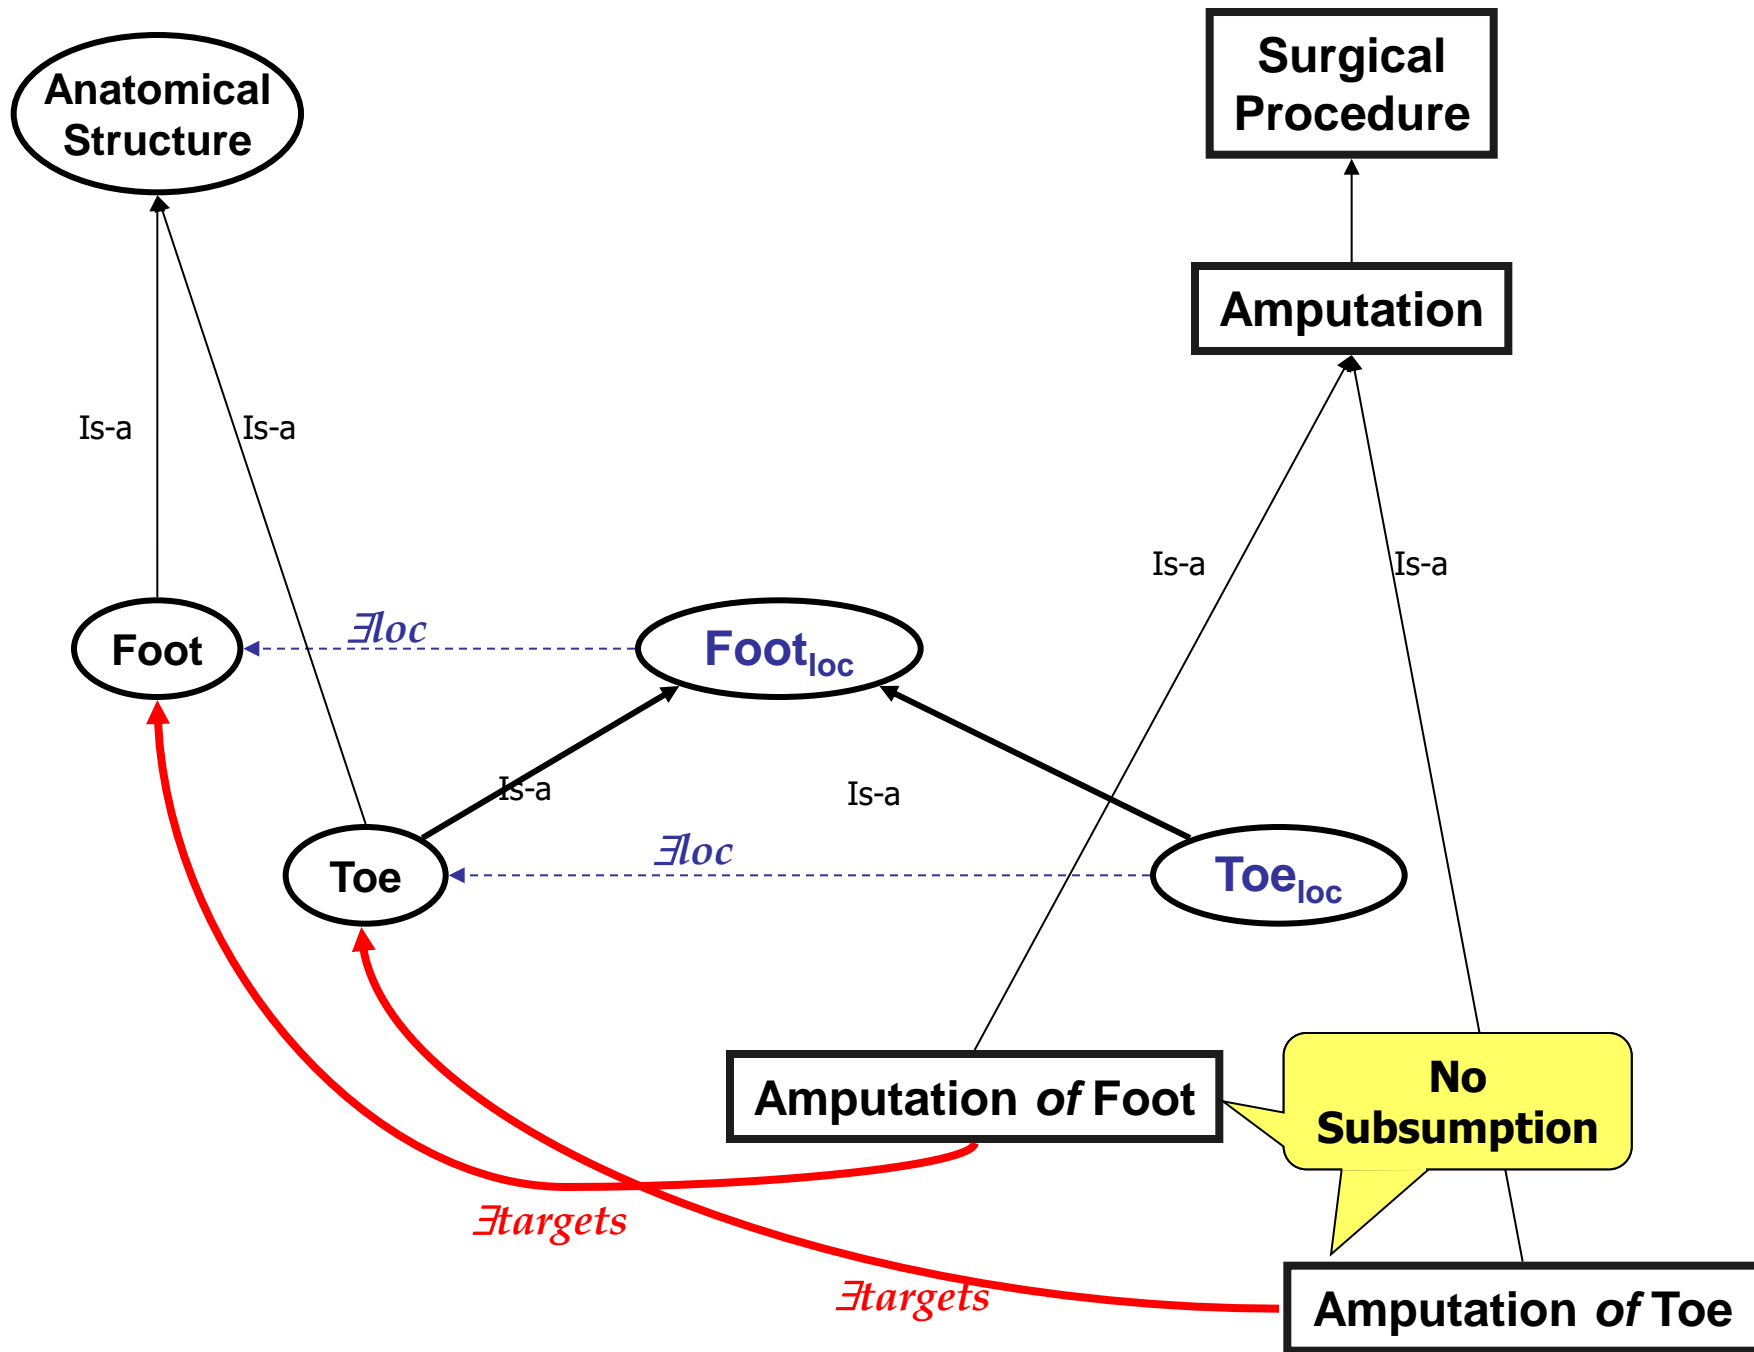 Anatomical
Structure
Surgical
Procedure
Amputation
Is-a
Is-a
Is-a
Is-a
Foot
∃loc
Foot_loc
Is-a
Is-a
Toe
∃loc
Toe_loc
Amputation of Foot
No
Subsumption
∃targets
∃targets
Amputation of Toe